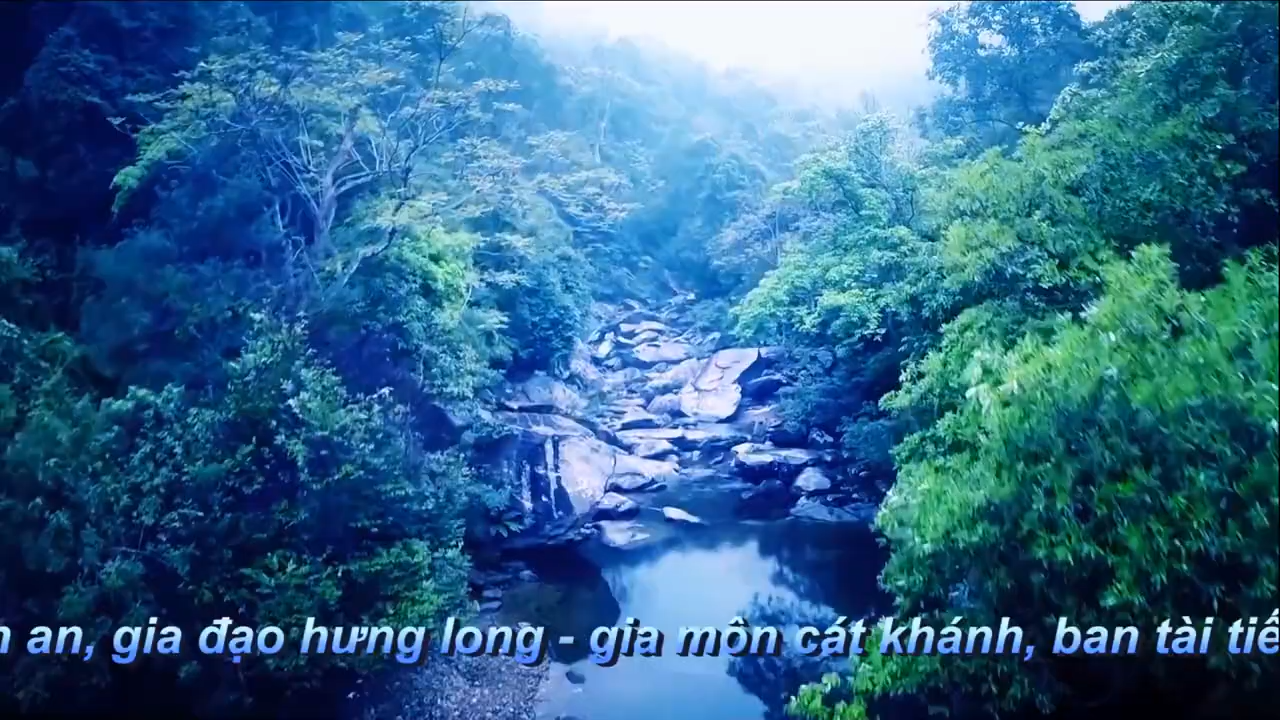 an, gia đạo hưng long - gia môn cát khánh, ban tài